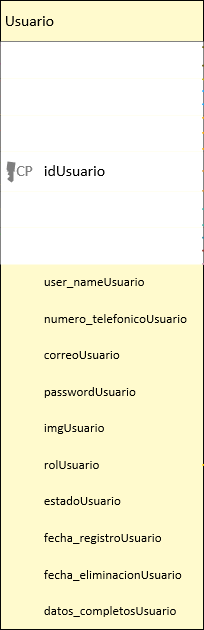 Usuario
CP idUsuario
user_nameUsuario
numero_telefonicoUsuario
correoUsuario
passwordUsuario
imgUsuario
rolUsuario
estadoUsuario
fecha_registroUsuario
fecha_eliminacionUsuario
datos_completosUsuario